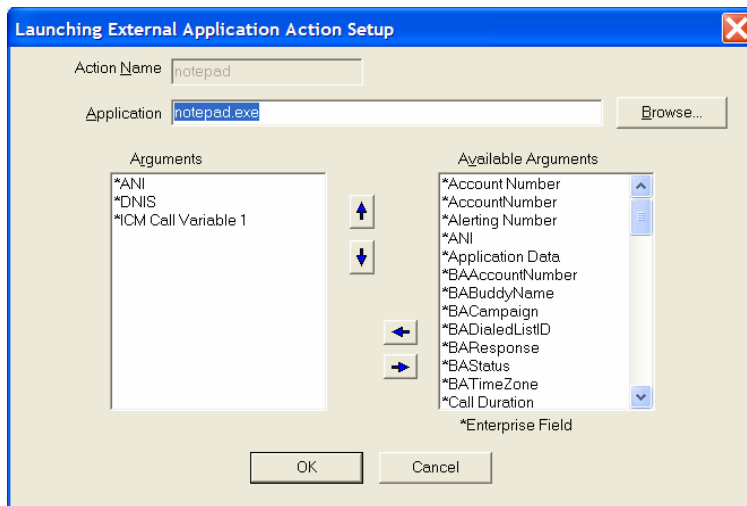 Launching External Application Action Setup
Action Name notepad
Application notepad.exe Browse...
Arguments
*ANI
*DNIS
*ICM Call Variable 1
Available Arguments
*Account Number
*AccountNumber
*Alerting Number
*ANI
*Application Data
*BAAccountNumber
*BABuddyName
*BACampaign
*BADialedListID
*BAResponse
*BAStatus
*BATimeZone
*Call Duration
*Enterprise Field
OK Cancel